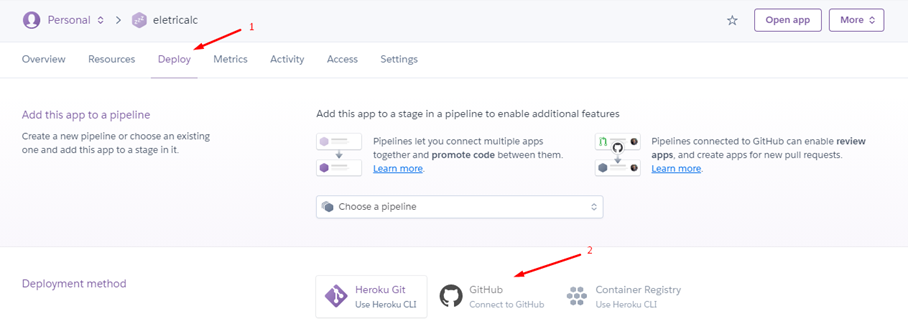 Personal eletricalc Open app More
1
Overview Resources Deploy Metrics Activity Access Settings
Add this app to a pipeline
Create a new pipeline or choose an existing
one and add this app to a stage in it.
Add this app to a stage in a pipeline to enable additional features
Pipelines let you connect multiple apps
together and promote code between them.
Learn more.
Pipelines connected to GitHub can enable review
apps, and create apps for new pull requests.
Learn more.
Choose a pipeline
2
Deployment method
Heroku Git
Use Heroku CLI
GitHub
Connect to GitHub
Container Registry
Use Heroku CLI